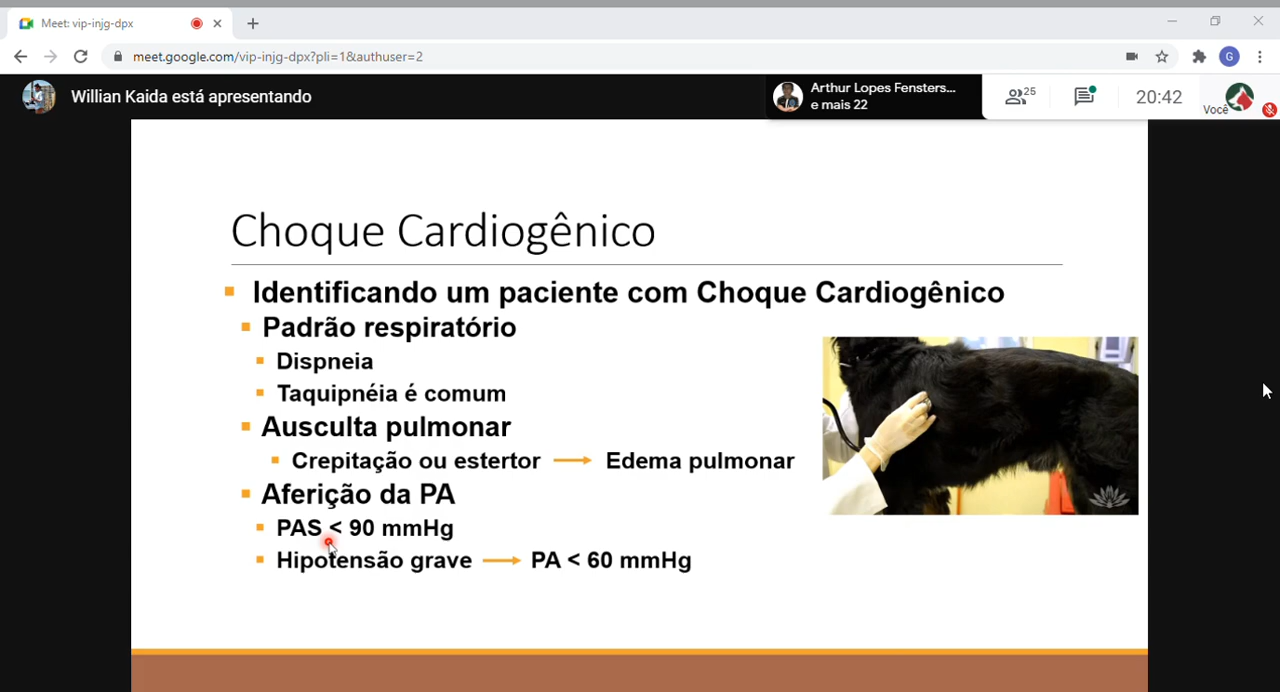 Meet: vip-injg-dpx
meet.google.com/vip-injg-dpx?pli=1&authuser=2
G
Willian Kaida está apresentando
Arthur Lopes Fensters...
e mais 22
25
20:42
Você
Choque Cardiogênico
Identificando um paciente com Choque Cardiogênico
Padrão respiratório
Dispneia
Taquipnéia é comum
Ausculta pulmonar
Crepitação ou estertor → Edema pulmonar
Aferição da PA
PAS < 90 mmHg
Hipotensão grave → PA < 60 mmHg